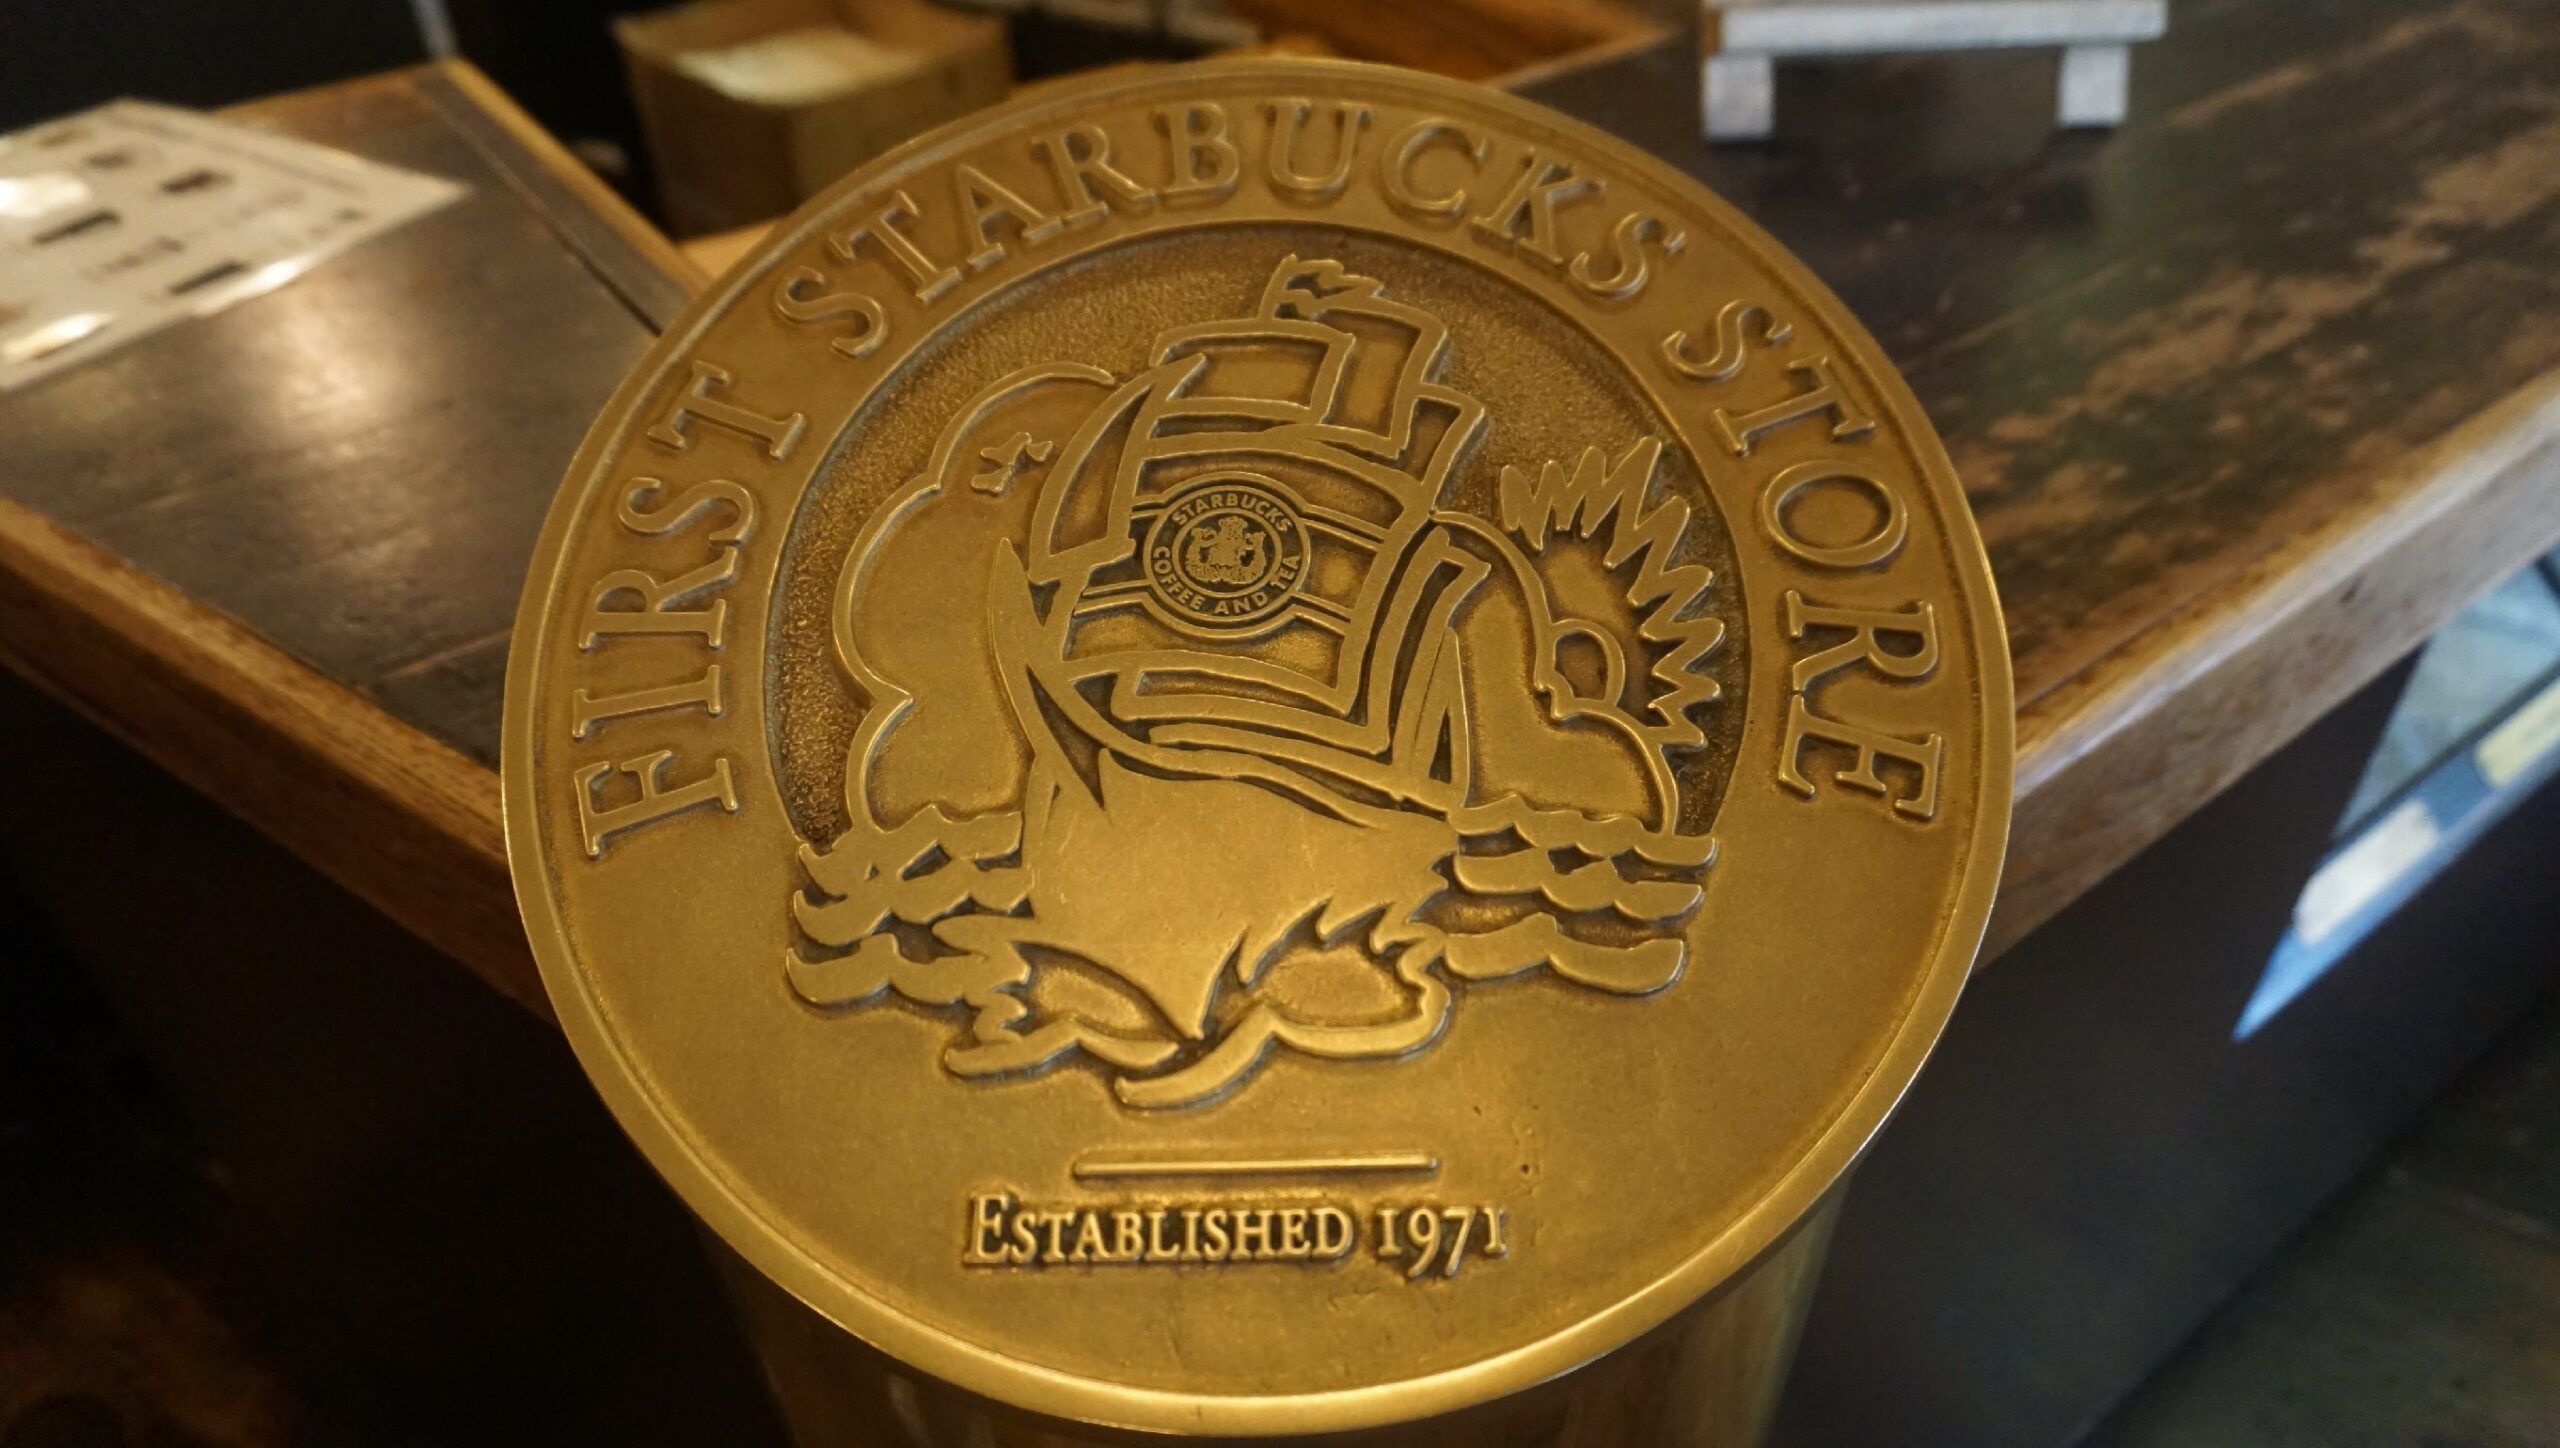 FIRST STARBUCKS STORE
STARBUCKS
COFFEE AND TEA
ESTABLISHED 1971